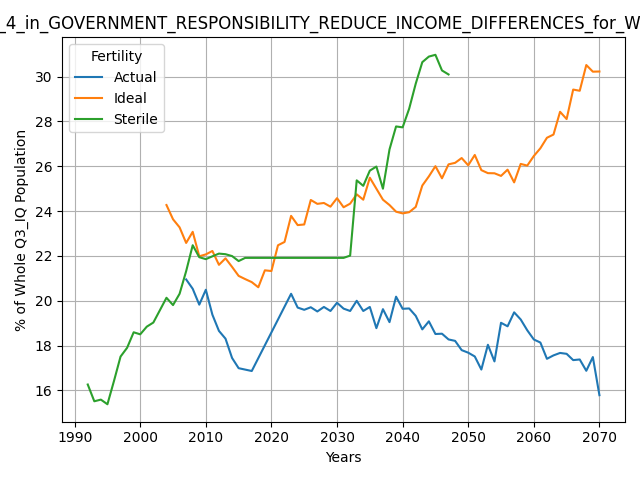 _4_in_GOVERNMENT_RESPONSIBILITY_REDUCE_INCOME_DIFFERENCES_for_W
Fertility
Actual
Ideal
Sterile
% of Whole Q3_IQ Population
30
28
26
24
22
20
18
16
1990 2000 2010 2020 2030 2040 2050 2060 2070
Years